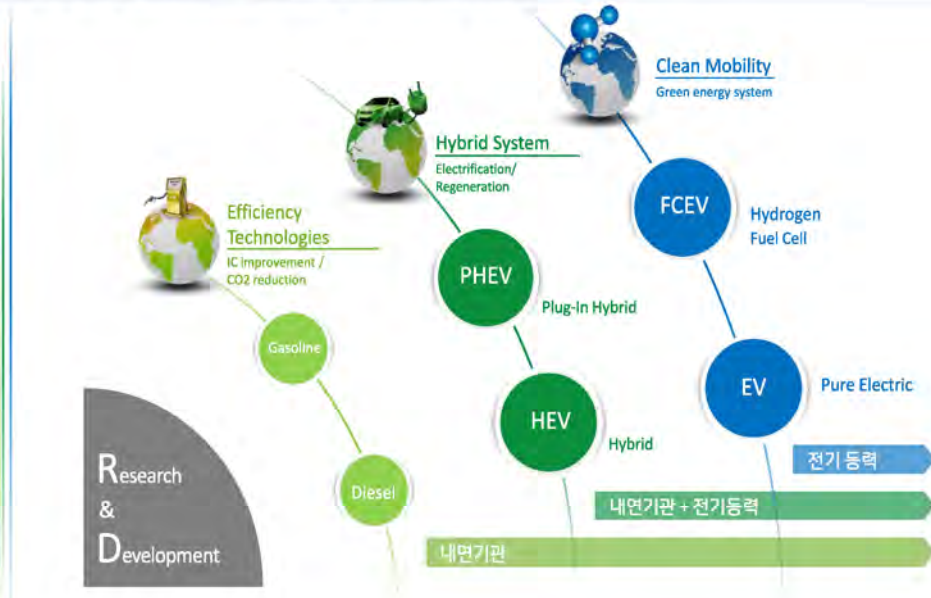 Clean Mobility
Green energy system
Hybrid System
Electrification/
Regeneration
Efficiency
Technologies
IC improvement /
CO2 reduction
FCEV
Hydrogen
Fuel Cell
PHEV
Plug-In Hybrid
Gasoline
EV
Pure Electric
HEV
Hybrid
Diesel
Research
&
Development
전기 동력
내연기관 + 전기동력
내면기관